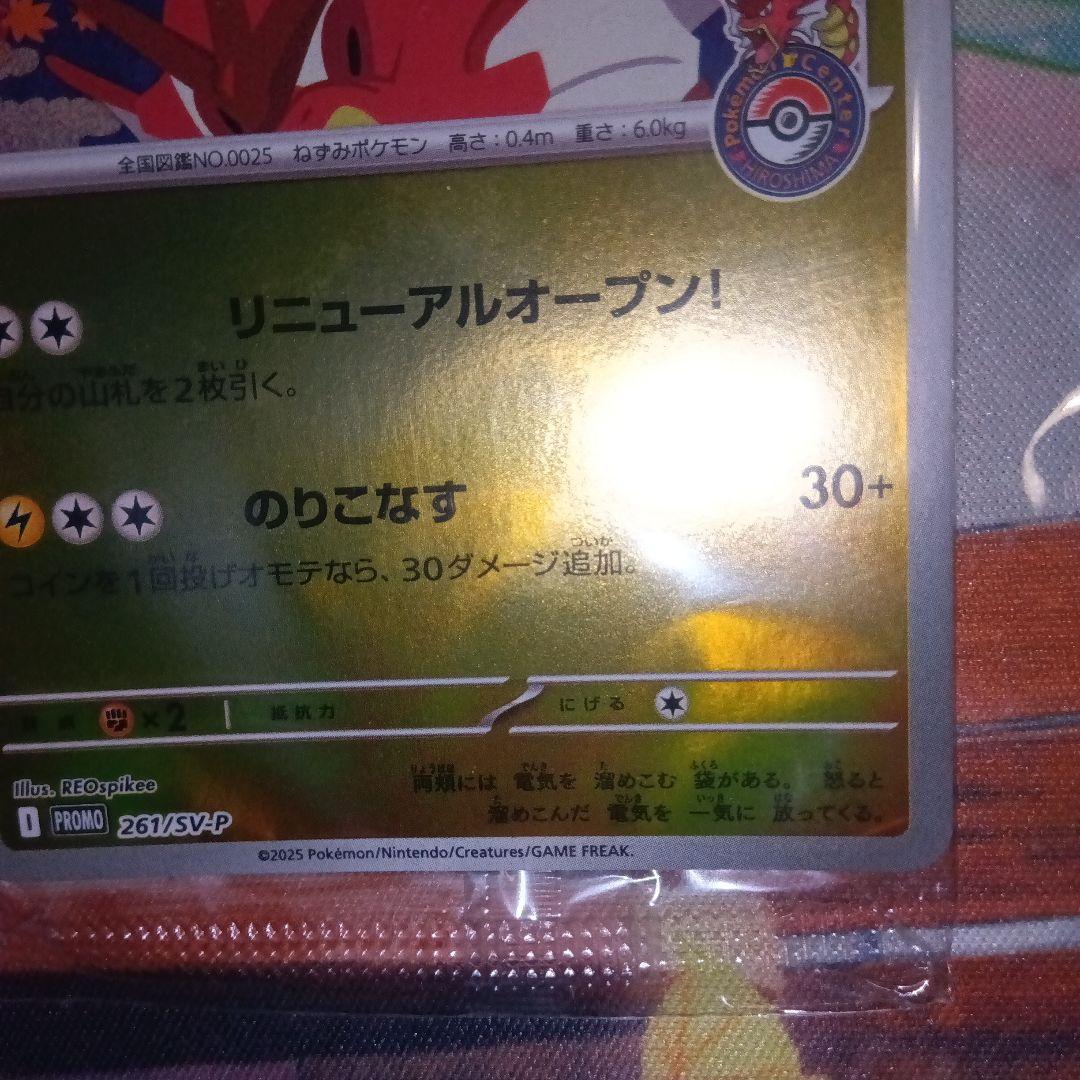 Pokémon Center
HIROSHIMA
全国図鑑NO.0025 ねずみポケモン 高さ:0.4m 重さ:6.0kg
リニューアルオープン!
自分の山札を2枚引く。
のりこなす 30+
コインを1回投げオモテなら、30ダメージ追加。
弱点 ×2 抵抗力 にげる
Illus. REOspikee
両頬には 電気を 溜めこむ 袋がある。 怒ると
溜めこんだ 電気を 一気に 放ってくる。
I PROMO 261/SV-P
©2025 Pokémon/Nintendo/Creatures/GAME FREAK.